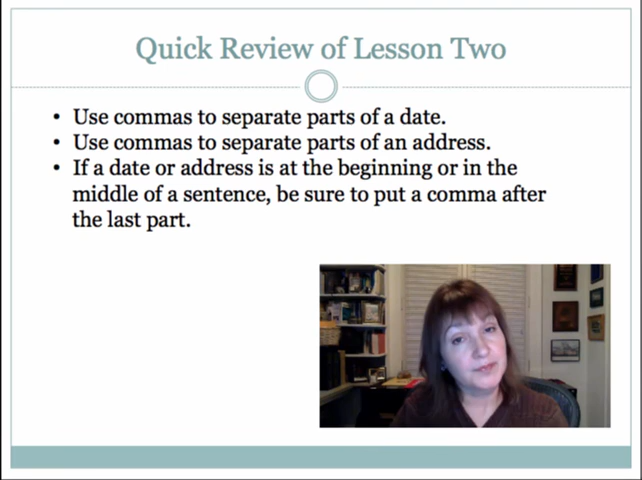 Quick Review of Lesson Two
• Use commas to separate parts of a date.
• Use commas to separate parts of an address.
• If a date or address is at the beginning or in the
middle of a sentence, be sure to put a comma after
the last part.